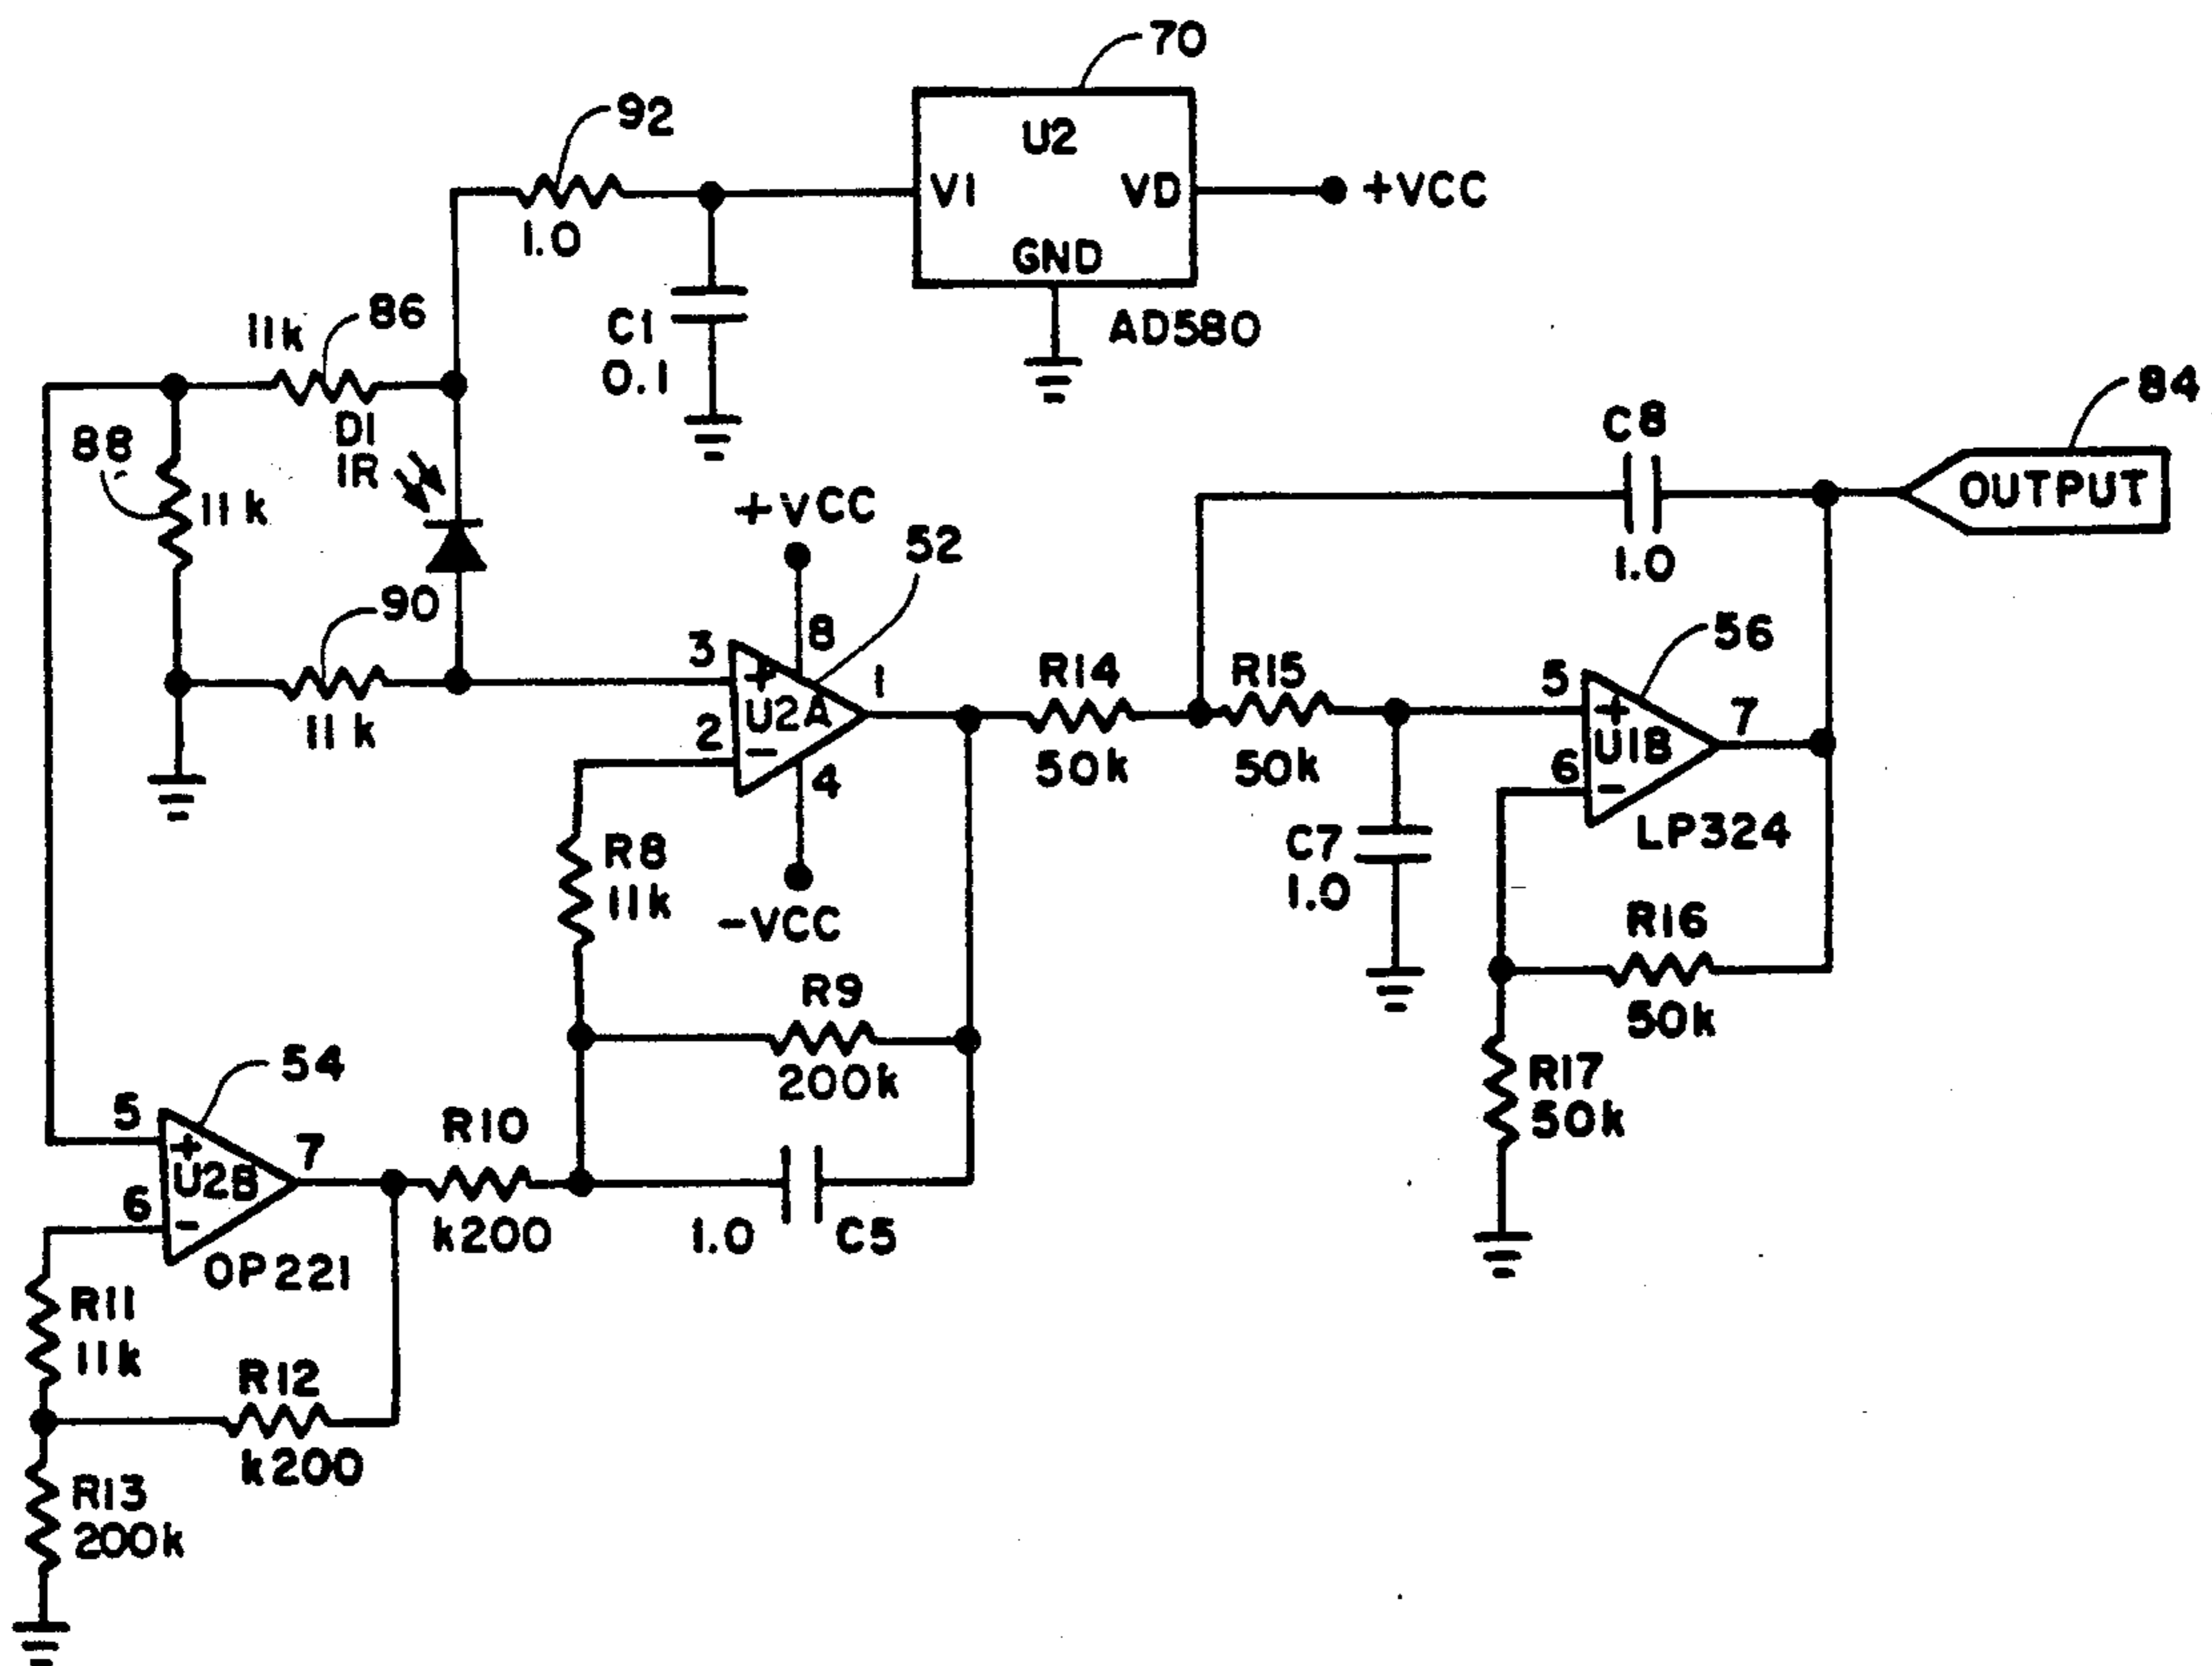 70
92
U2
VI
VD
+VCC
1.0
GND
C1
0.1
AD580
11k
86
D1
IR
88
11k
84
C8
OUTPUT
1.0
+VCC
52
90
11k
3
8
+
U2A
1
2
-
4
-VCC
R14
50k
R15
50k
56
5
+
U1B
7
6
-
LP324
C7
1.0
R8
11k
R16
50k
R9
200k
R17
50k
54
5
+
U2B
7
6
-
OP221
R10
k200
1.0
C5
R11
11k
R12
k200
R13
200k